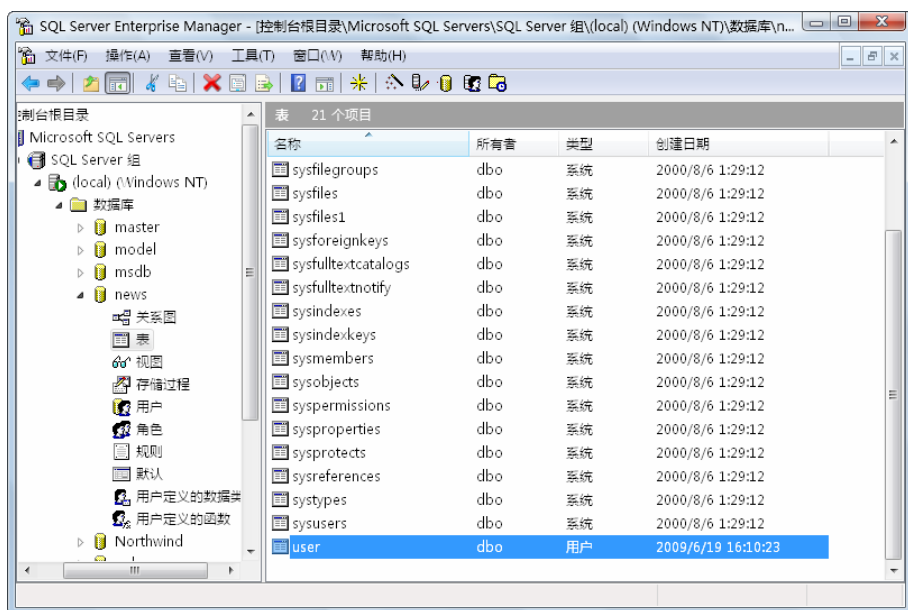 SQL Server Enterprise Manager - [控制台根目录\Microsoft SQL Servers\SQL Server 组\(local) (Windows NT)\数据库\n...
文件(F) 操作(A) 查看(V) 工具(T) 窗口(W) 帮助(H)
控制台根目录
Microsoft SQL Servers
SQL Server 组
(local) (Windows NT)
数据库
master
model
msdb
news
关系图
表
视图
存储过程
用户
角色
规则
默认
用户定义的数据类
用户定义的函数
Northwind
表 21 个项目
名称 所有者 类型 创建日期
sysfilegroups dbo 系统 2000/8/6 1:29:12
sysfiles dbo 系统 2000/8/6 1:29:12
sysfiles1 dbo 系统 2000/8/6 1:29:12
sysforeignkeys dbo 系统 2000/8/6 1:29:12
sysfulltextcatalogs dbo 系统 2000/8/6 1:29:12
sysfulltextnotify dbo 系统 2000/8/6 1:29:12
sysindexes dbo 系统 2000/8/6 1:29:12
sysindexkeys dbo 系统 2000/8/6 1:29:12
sysmembers dbo 系统 2000/8/6 1:29:12
sysobjects dbo 系统 2000/8/6 1:29:12
syspermissions dbo 系统 2000/8/6 1:29:12
sysproperties dbo 系统 2000/8/6 1:29:12
sysprotects dbo 系统 2000/8/6 1:29:12
sysreferences dbo 系统 2000/8/6 1:29:12
systypes dbo 系统 2000/8/6 1:29:12
sysusers dbo 系统 2000/8/6 1:29:12
user dbo 用户 2009/6/19 16:10:23